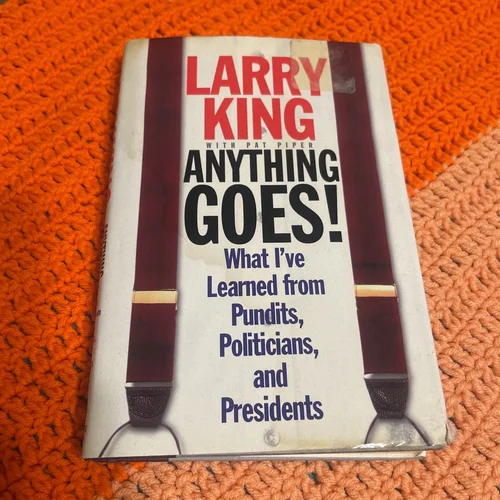 LARRY
KING
WITH PAT PIPER
ANYTHING
GOES!
What I've
Learned from
Pundits,
Politicians,
and
Presidents